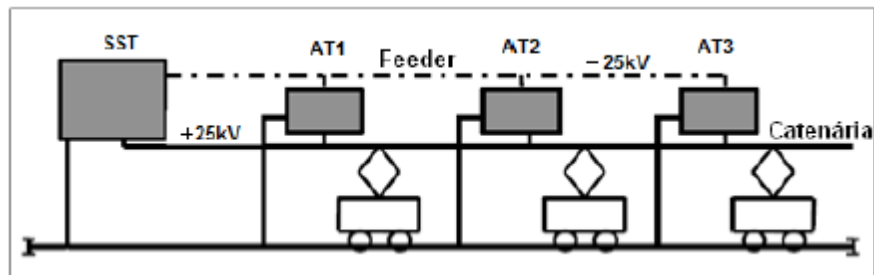 SST
AT1
Feeder
AT2
−25kV
AT3
+25kV
Catenária